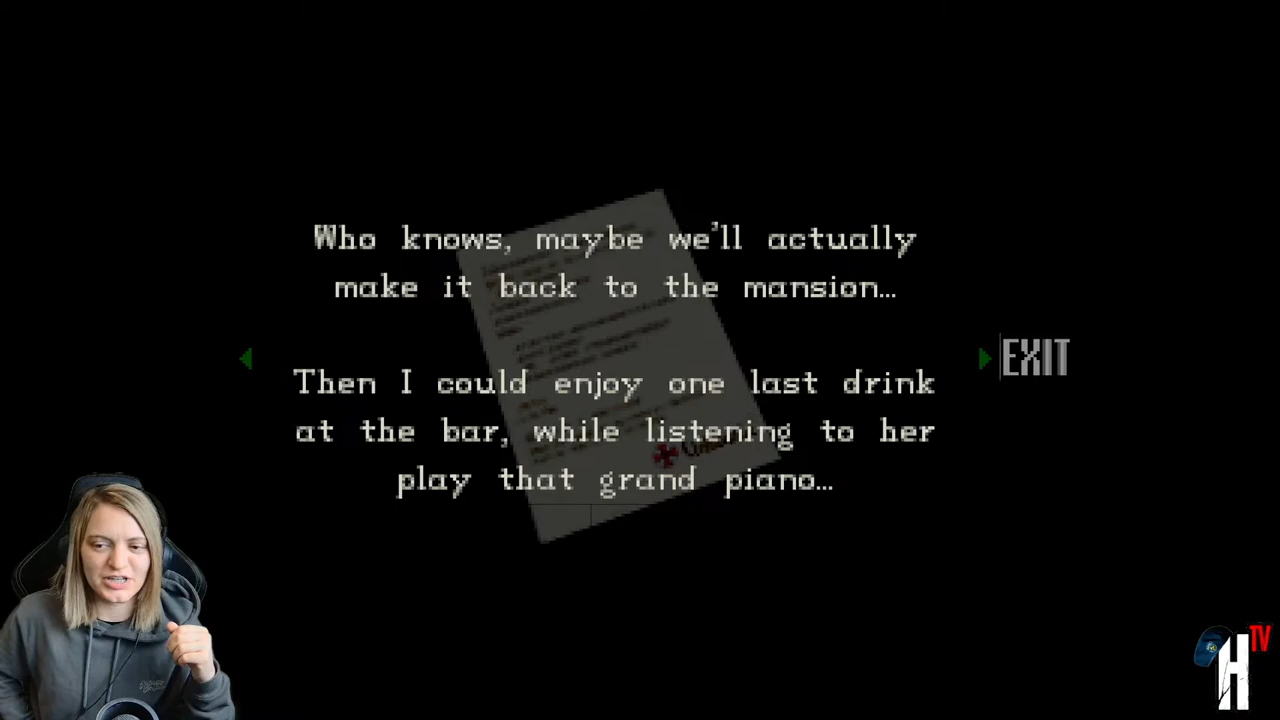 Who knows, maybe we'll actually
make it back to the mansion...
EXIT
Then I could enjoy one last drink
at the bar, while listening to her
play that grand piano...
H TV